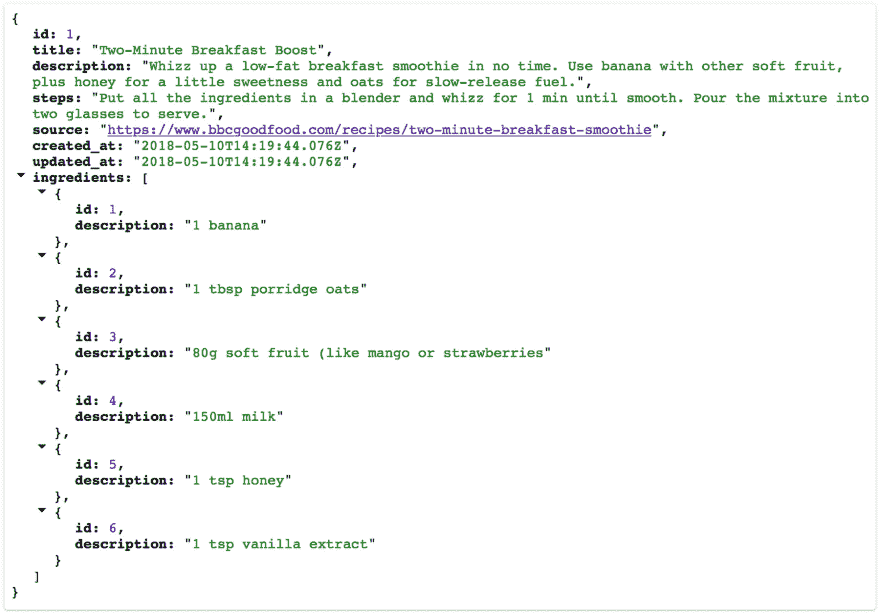 {
id: 1,
title: "Two-Minute Breakfast Boost",
description: "Whizz up a low-fat breakfast smoothie in no time. Use banana with other soft fruit,
plus honey for a little sweetness and oats for slow-release fuel.",
steps: "Put all the ingredients in a blender and whizz for 1 min until smooth. Pour the mixture into
two glasses to serve.",
source: "https://www.bbcgoodfood.com/recipes/two-minute-breakfast-smoothie",
created_at: "2018-05-10T14:19:44.076Z",
updated_at: "2018-05-10T14:19:44.076Z",
ingredients: [
{
id: 1,
description: "1 banana"
},
{
id: 2,
description: "1 tbsp porridge oats"
},
{
id: 3,
description: "80g soft fruit (like mango or strawberries"
},
{
id: 4,
description: "150ml milk"
},
{
id: 5,
description: "1 tsp honey"
},
{
id: 6,
description: "1 tsp vanilla extract"
}
]
}